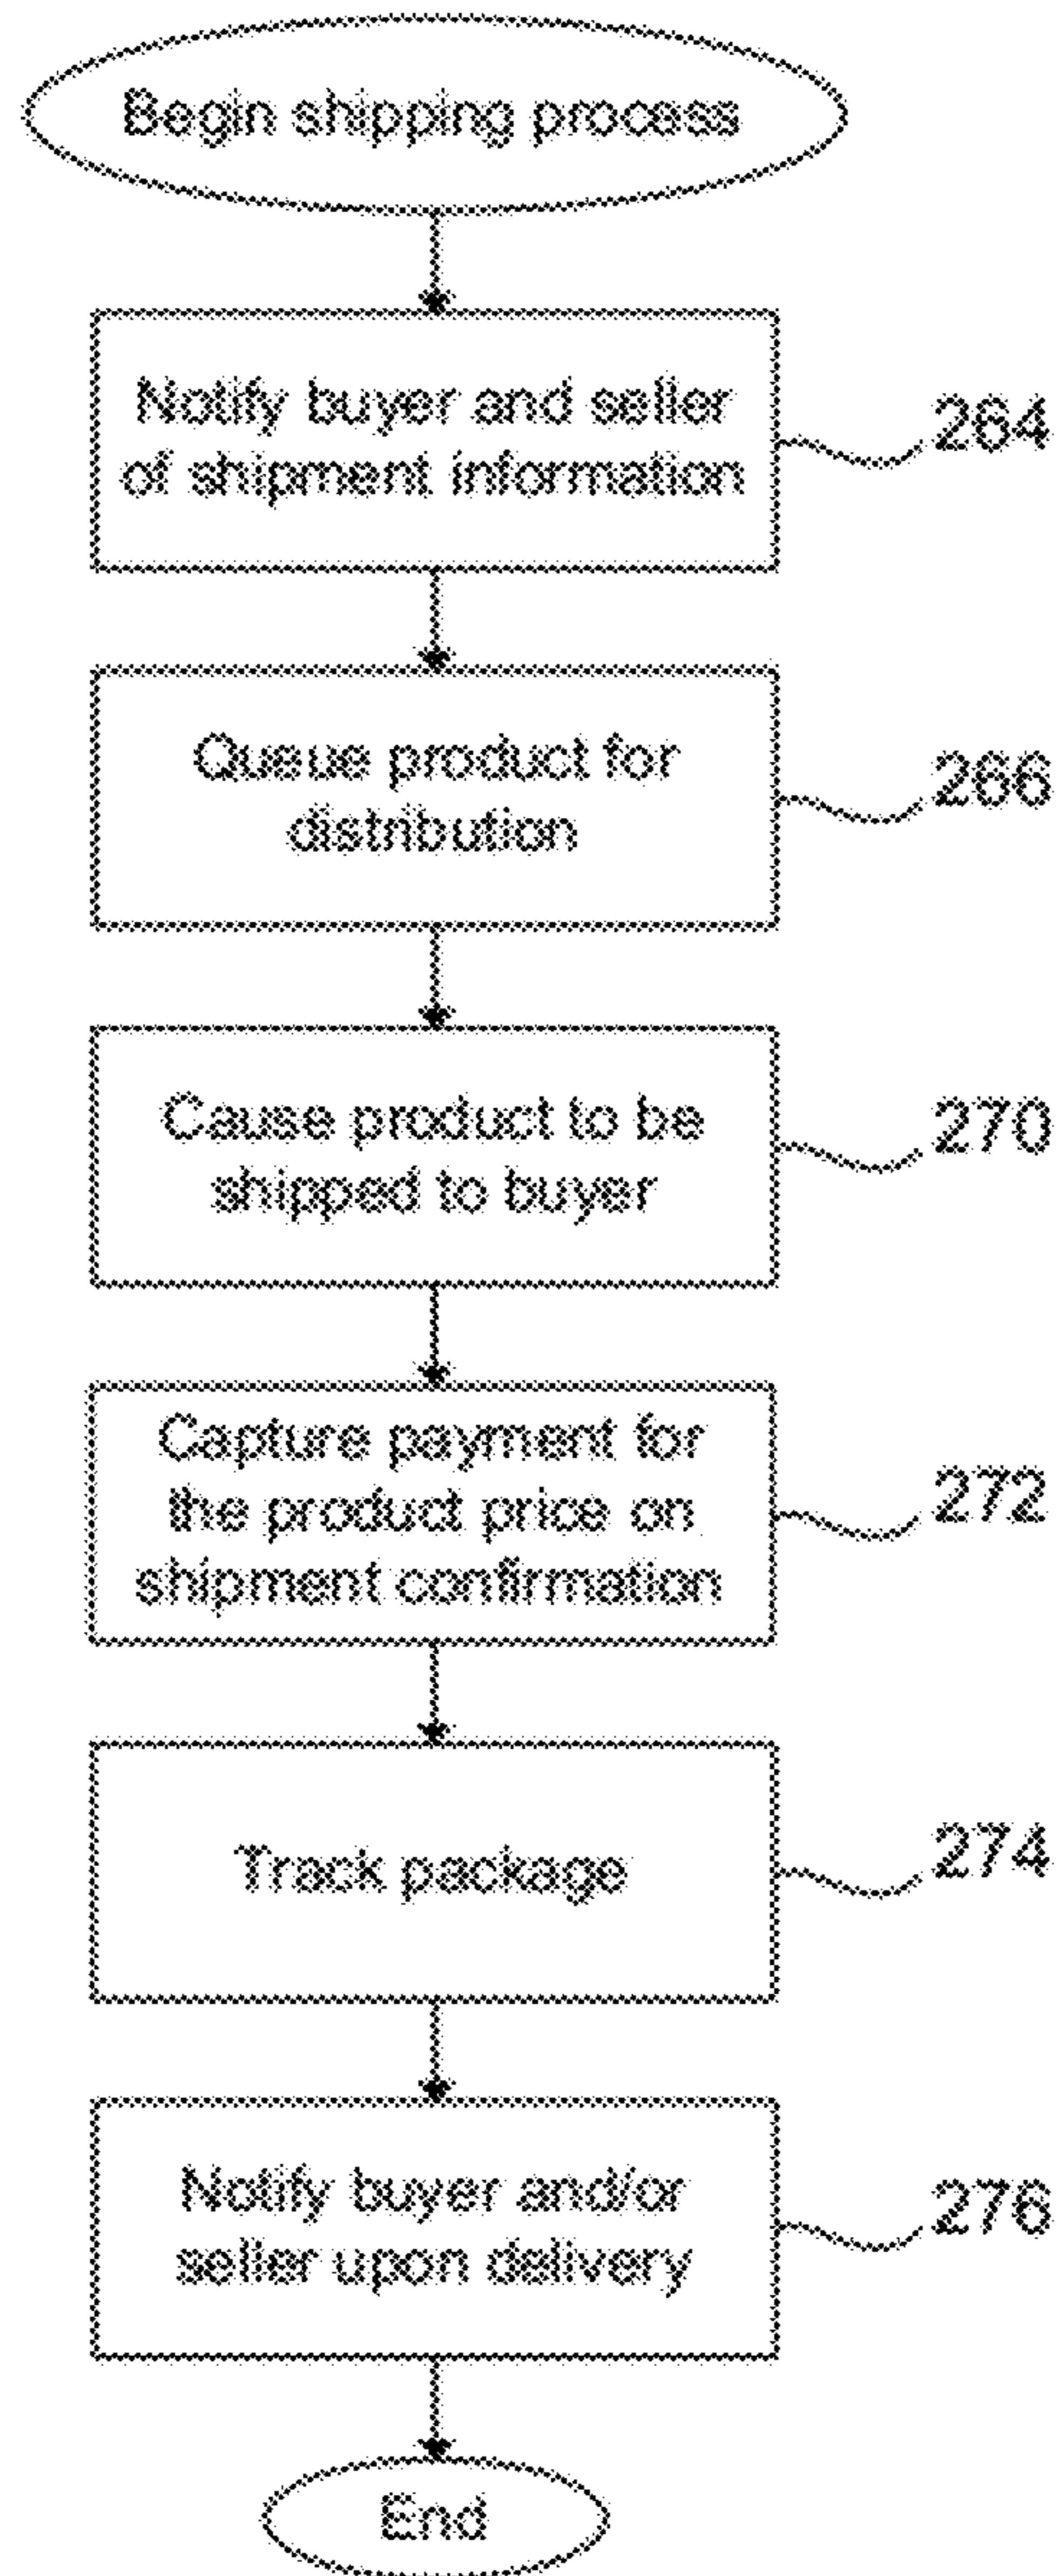 Begin shipping process
Notify buyer and seller
of shipment information
264
Queue product for
distribution
266
Cause product to be
shipped to buyer
270
Capture payment for
the product price on
shipment confirmation
272
Track package
274
Notify buyer and/or
seller upon delivery
276
End